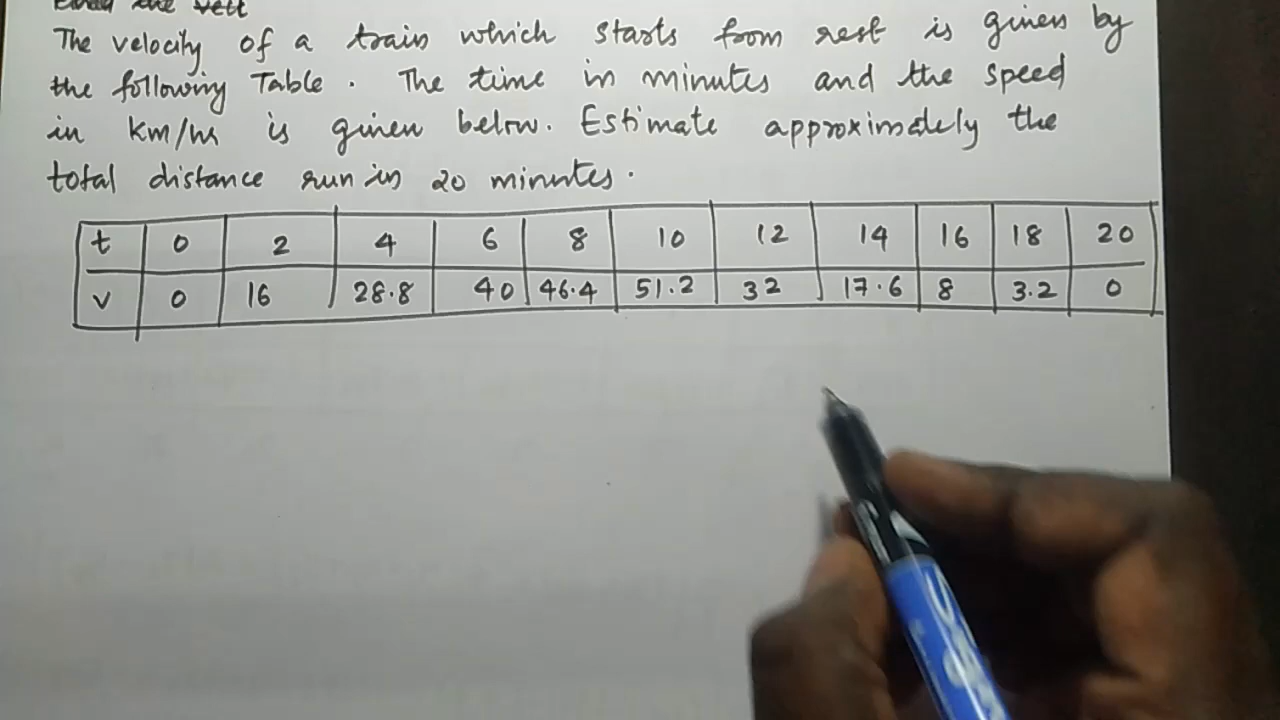 The velocity of a train which starts from rest is given by
the following Table. The time in minutes and the speed
in km/hr is given below. Estimate approximately the
total distance run in 20 minutes.
t 0 2 4 6 8 10 12 14 16 18 20
v 0 16 28.8 40 46.4 51.2 32 17.6 8 3.2 0